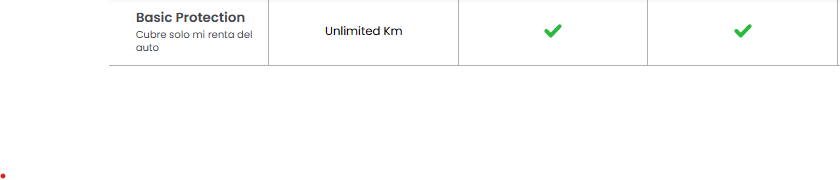 Basic Protection
Cubre solo mi renta del
auto
Unlimited Km